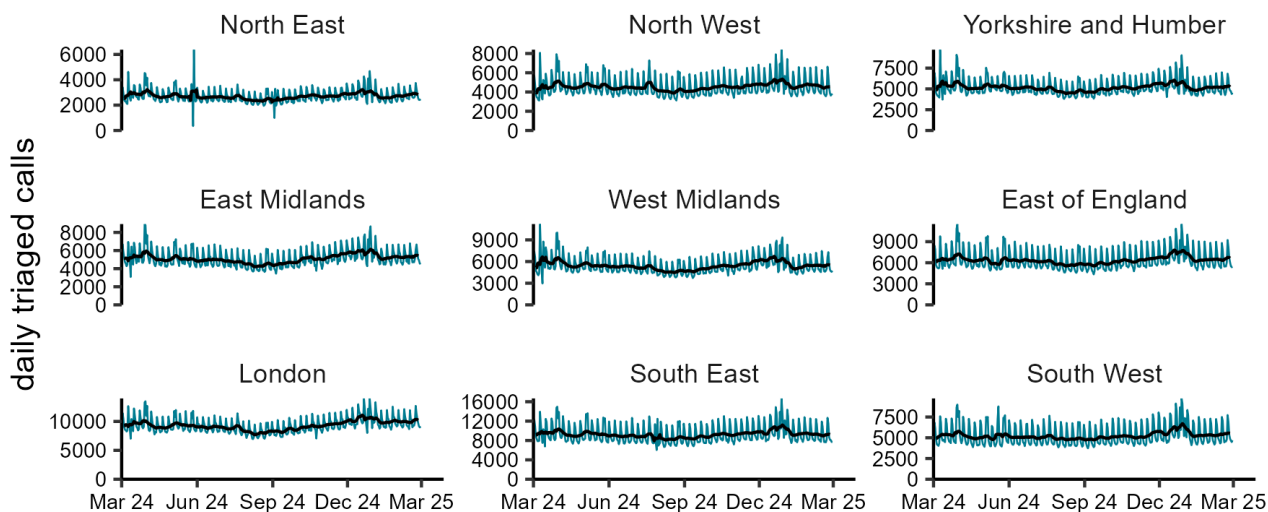 North East
North West
Yorkshire and Humber
6000
4000
2000
0
8000
6000
4000
2000
0
7500
5000
2500
0
daily triaged calls
East Midlands
West Midlands
East of England
8000
6000
4000
2000
0
9000
6000
3000
0
9000
6000
3000
0
London
South East
South West
10000
5000
0
16000
12000
8000
4000
0
7500
5000
2500
0
Mar 24 Jun 24 Sep 24 Dec 24 Mar 25
Mar 24 Jun 24 Sep 24 Dec 24 Mar 25
Mar 24 Jun 24 Sep 24 Dec 24 Mar 25